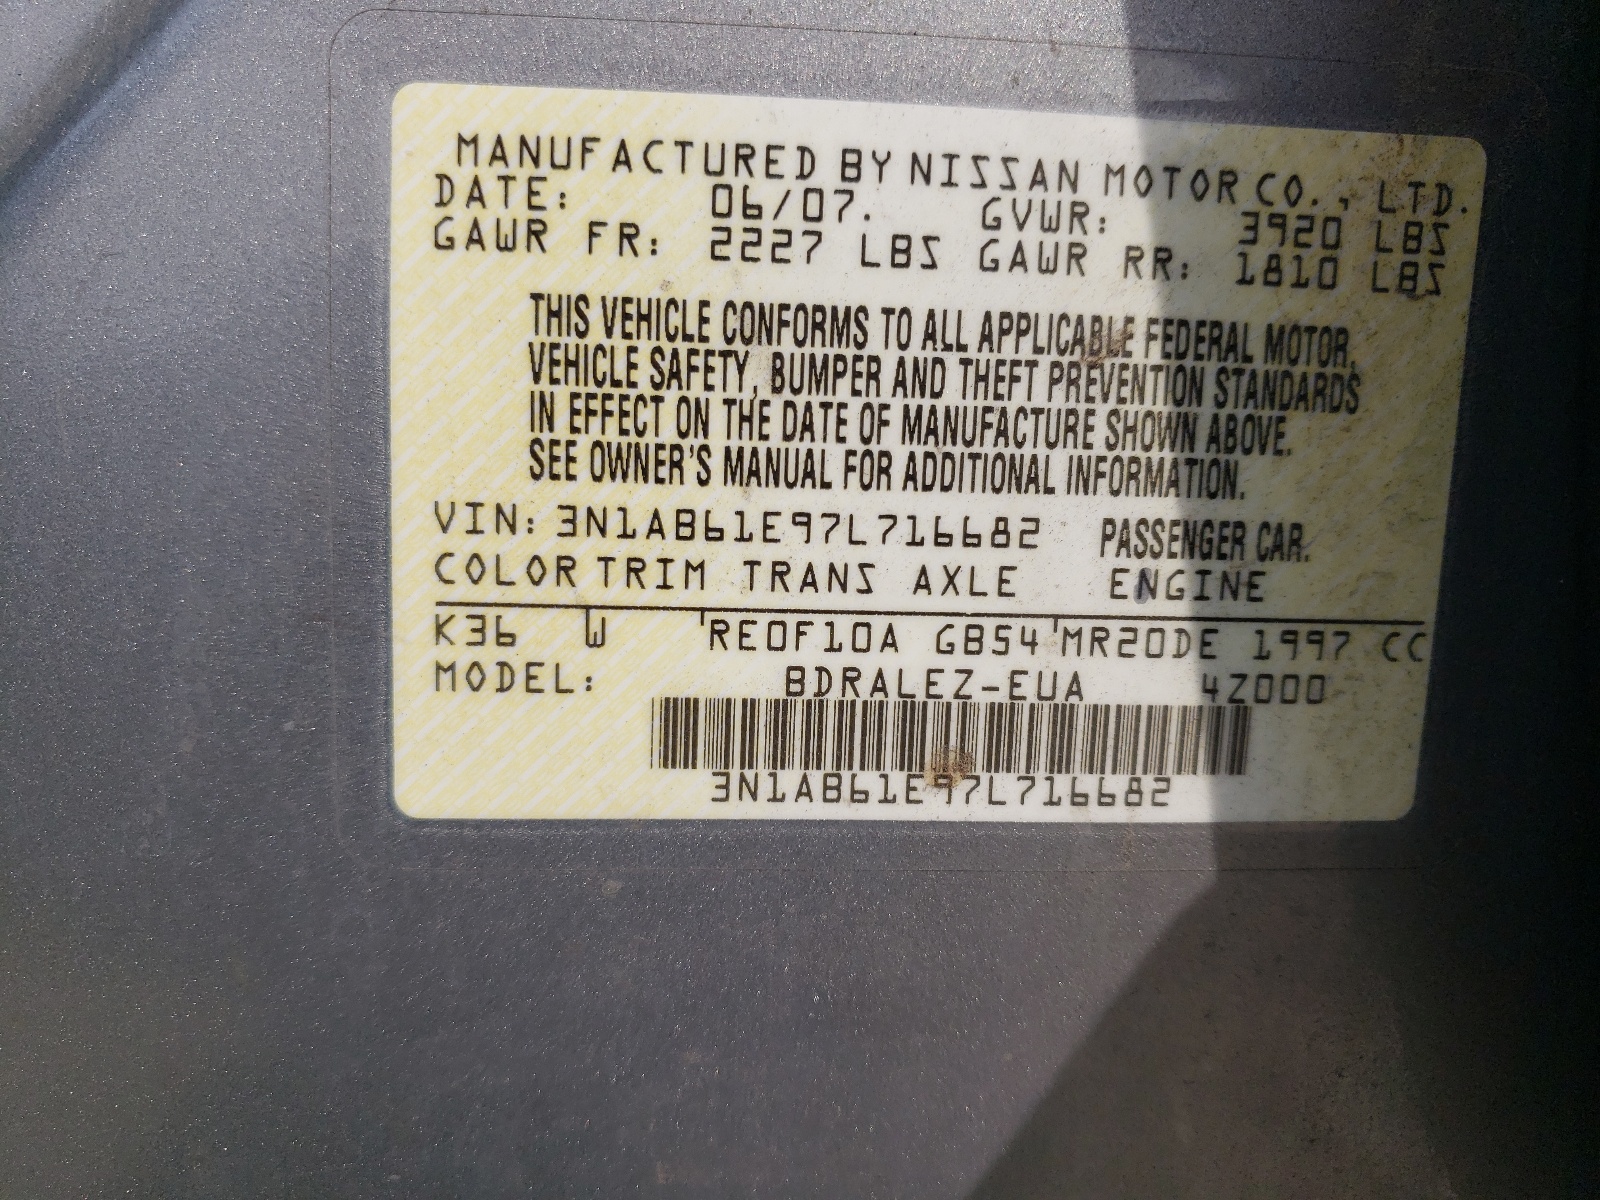 MANUFACTURED BY NISSAN MOTOR CO., LTD.
DATE: 06/07. GVWR: 3920 LBS
GAWR FR: 2227 LBS GAWR RR: 1810 LBS
THIS VEHICLE CONFORMS TO ALL APPLICABLE FEDERAL MOTOR
VEHICLE SAFETY, BUMPER AND THEFT PREVENTION STANDARDS
IN EFFECT ON THE DATE OF MANUFACTURE SHOWN ABOVE.
SEE OWNER'S MANUAL FOR ADDITIONAL INFORMATION.
VIN: 3N1AB61E97L716682 PASSENGER CAR.
COLOR TRIM TRANS AXLE ENGINE
K36 W RE0F10A GB54 MR20DE 1997 CC
MODEL: BDRALEZ-EUA 4Z000
3N1AB61E97L716682